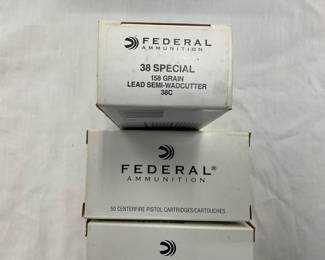 FEDERAL
AMMUNITION
38 SPECIAL
158 GRAIN
LEAD SEMI-WADCUTTER
38C
FEDERAL®
AMMUNITION
50 CENTERFIRE PISTOL CARTRIDGES/CARTOUCHES